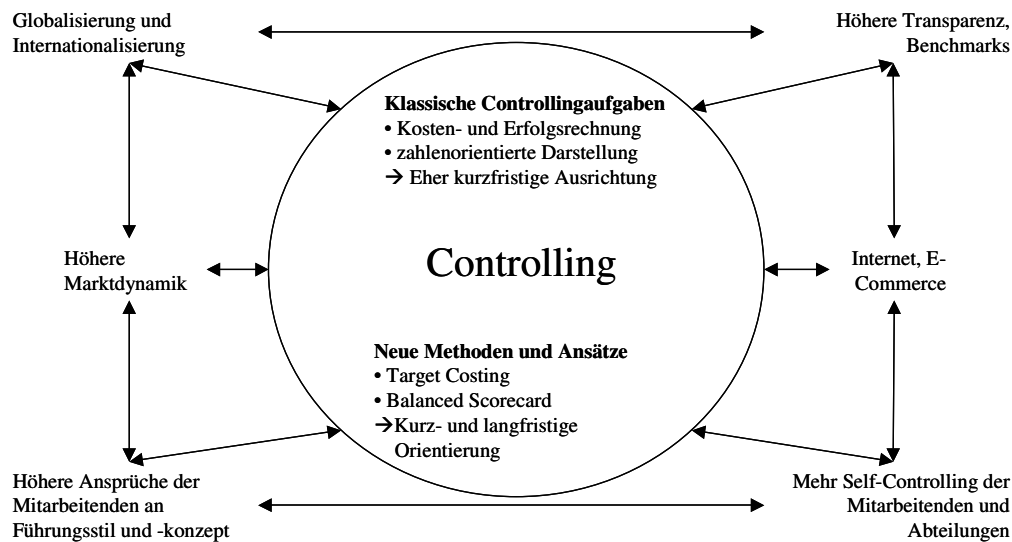 Globalisierung und
Internationalisierung
Höhere Transparenz,
Benchmarks
Klassische Controllingaufgaben
• Kosten- und Erfolgsrechnung
• zahlenorientierte Darstellung
→ Eher kurzfristige Ausrichtung
Höhere
Marktdynamik
Controlling
Internet, E-
Commerce
Neue Methoden und Ansätze
• Target Costing
• Balanced Scorecard
→Kurz- und langfristige
Orientierung
Höhere Ansprüche der
Mitarbeitenden an
Führungsstil und -konzept
Mehr Self-Controlling der
Mitarbeitenden und
Abteilungen